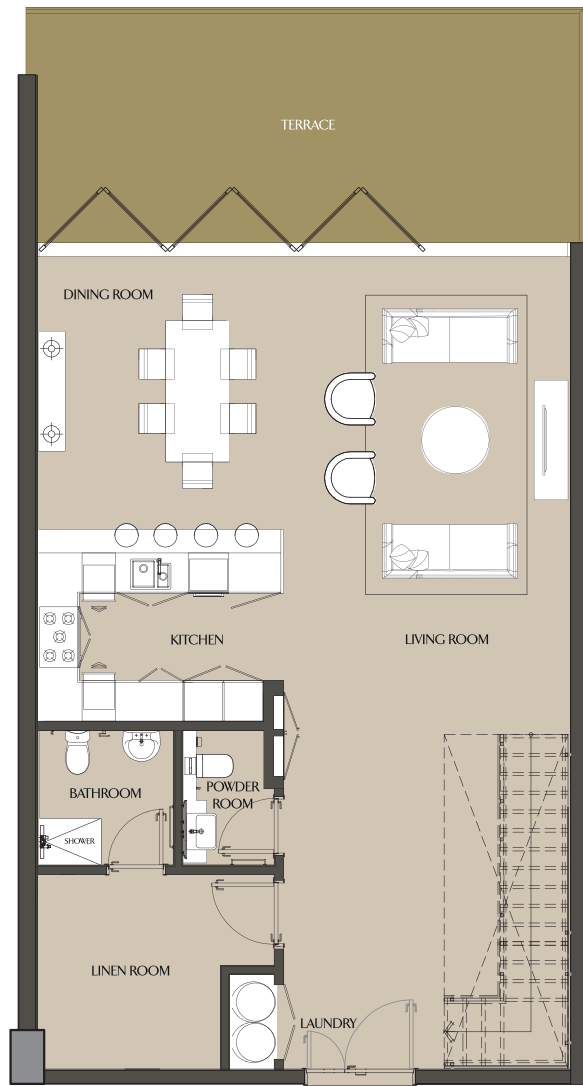 TERRACE
DINING ROOM
KITCHEN
LIVING ROOM
BATHROOM
POWDER
ROOM
SHOWER
LINEN ROOM
LAUNDRY